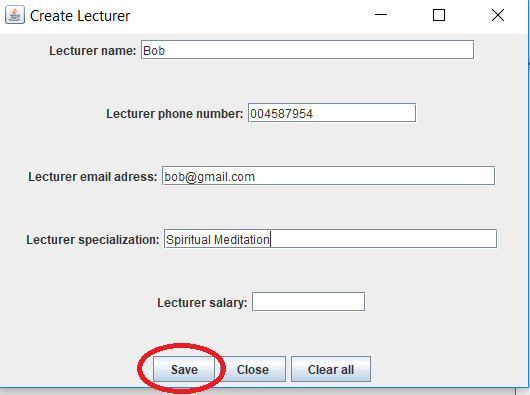 Create Lecturer
Lecturer name: Bob
Lecturer phone number: 004587954
Lecturer email adress: bob@gmail.com
Lecturer specialization: Spiritual Meditation
Lecturer salary:
Save Close Clear all